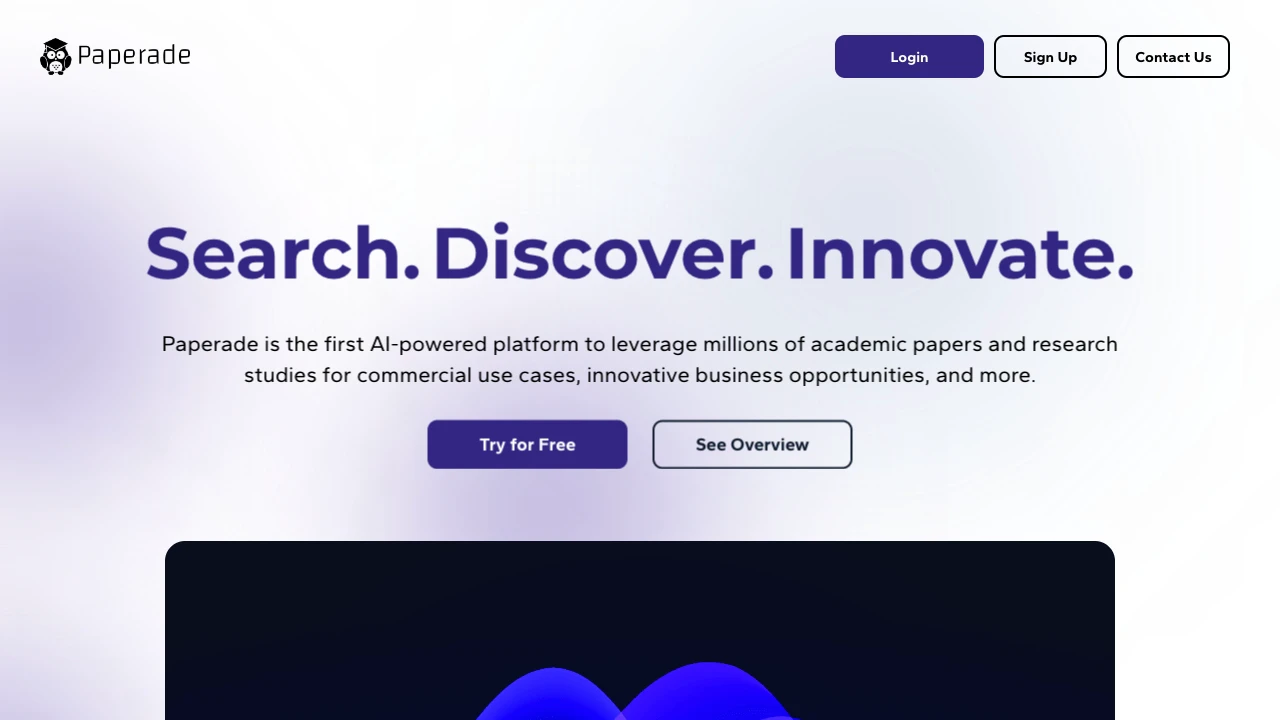 Paperade
Login
Sign Up
Contact Us
Search. Discover. Innovate.
Paperade is the first AI-powered platform to leverage millions of academic papers and research
studies for commercial use cases, innovative business opportunities, and more.
Try for Free
See Overview